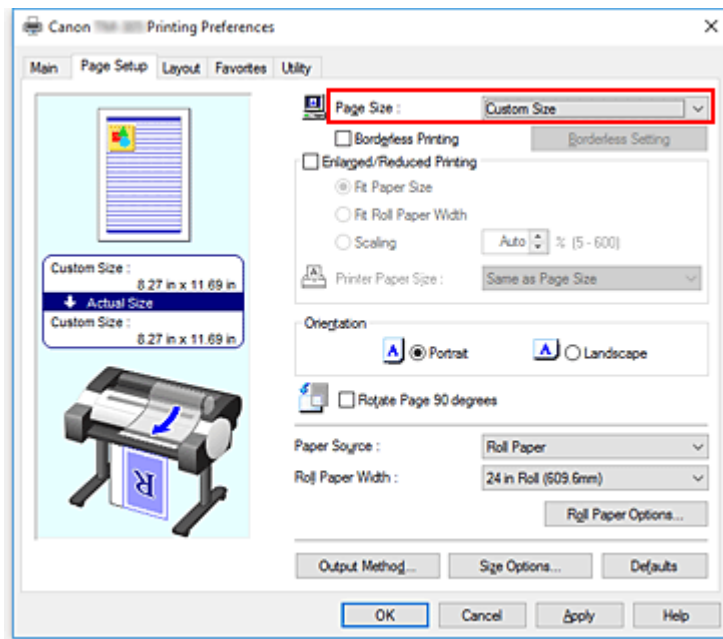 Canon Printing Preferences
Main Page Setup Layout Favorites Utility
Page Size : Custom Size
Borderless Printing Borderless Setting
Enlarged/Reduced Printing
Fit Paper Size
Fit Roll Paper Width
Scaling Auto % (5 - 600)
Printer Paper Size : Same as Page Size
Custom Size :
8.27 in x 11.69 in
Actual Size
Custom Size :
8.27 in x 11.69 in
Orientation
A Portrait A Landscape
Rotate Page 90 degrees
R
Paper Source : Roll Paper
Roll Paper Width : 24 in Roll (609.6mm)
Roll Paper Options...
Output Method... Size Options... Defaults
OK Cancel Apply Help